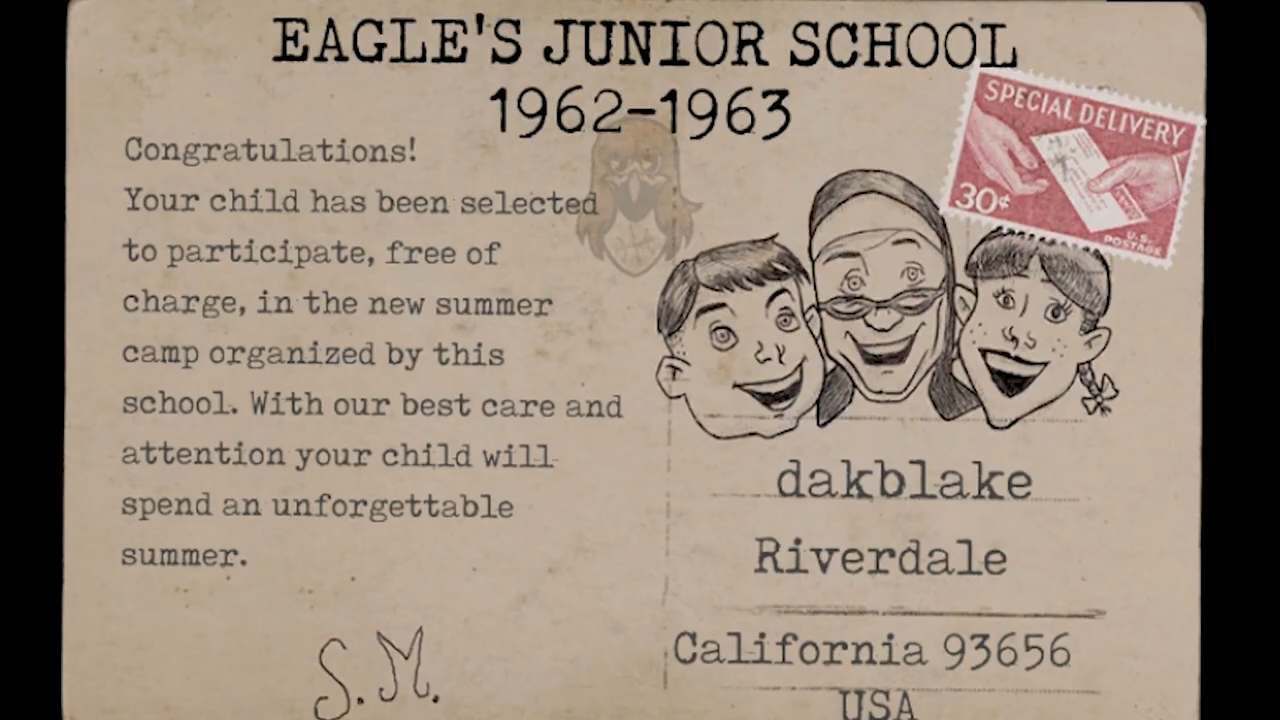 EAGLE'S JUNIOR SCHOOL
1962-1963
Congratulations!
Your child has been selected
to participate, free of
charge, in the new summer
camp organized by this
school. With our best care and
attention your child will
spend an unforgettable
summer.
S.M.
SPECIAL DELIVERY
30¢
U.S.
POSTAGE
dakblake
Riverdale
California 93656
USA